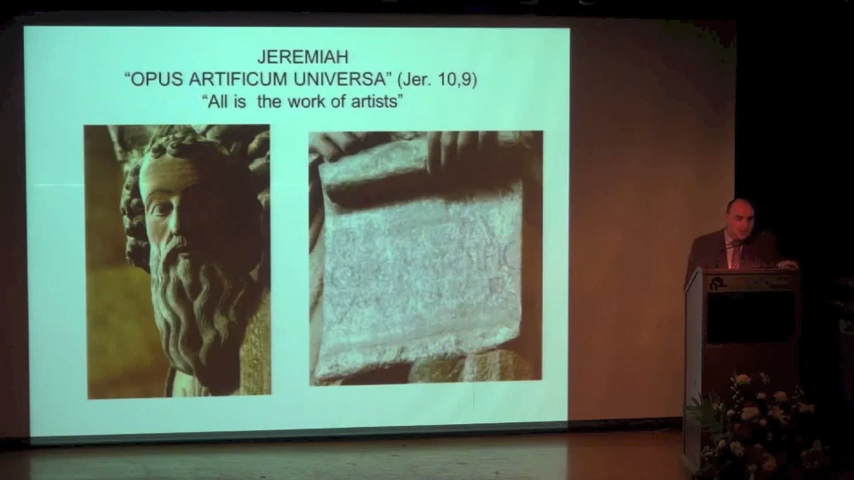 JEREMIAH
“OPUS ARTIFICUM UNIVERSA” (Jer. 10,9)
“All is the work of artists”